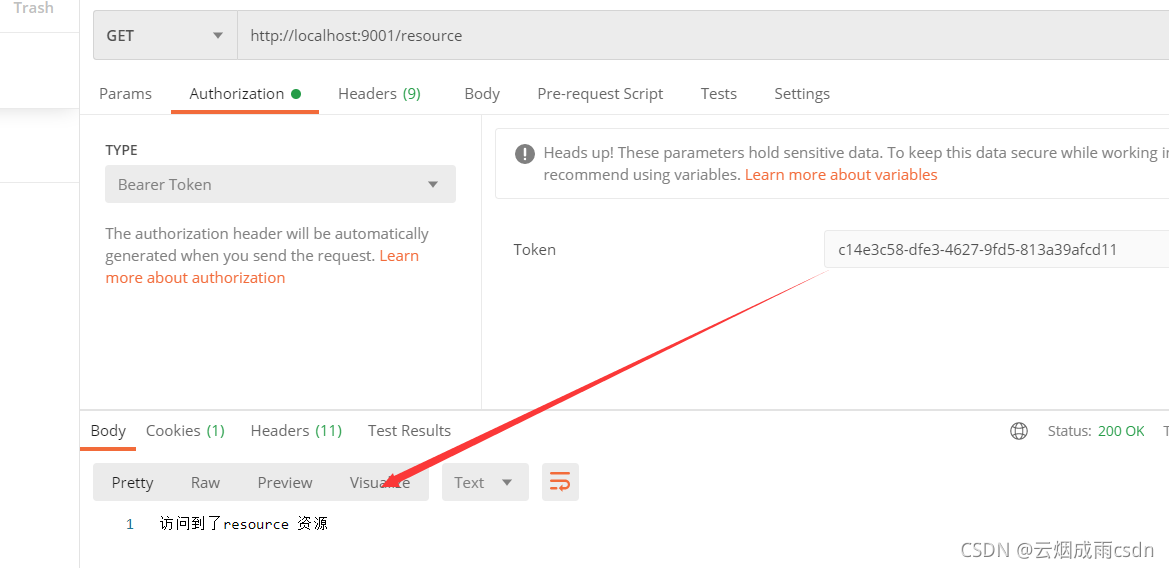 Trash
GET http://localhost:9001/resource
Params Authorization Headers (9) Body Pre-request Script Tests Settings
TYPE
Bearer Token
The authorization header will be automatically
generated when you send the request. Learn
more about authorization
Heads up! These parameters hold sensitive data. To keep this data secure while working in
recommend using variables. Learn more about variables
Token c14e3c58-dfe3-4627-9fd5-813a39afcd11
Body Cookies (1) Headers (11) Test Results Status: 200 OK T
Pretty Raw Preview Visualize Text
1 访问到了resource 资源
CSDN @云烟成雨csdn